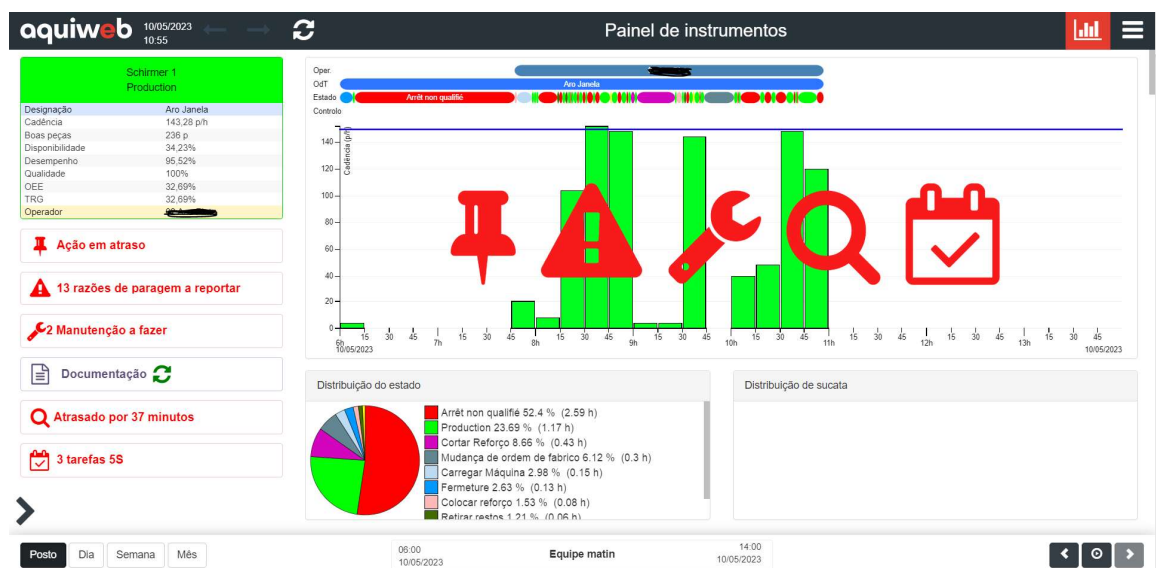 aquiweb 10/05/2023 10:55 Painel de instrumentos
Schirmer 1
Production
Designação Aro Janela
Cadência 143,28 p/h
Boas peças 236 p
Disponibilidade 34,23%
Desempenho 95,52%
Qualidade 100%
OEE 32,69%
TRG 32,69%
Operador
Ação em atraso
13 razões de paragem a reportar
2 Manutenção a fazer
Documentação
Atrasado por 37 minutos
3 tarefas 5S
Oper.
OdT Aro Janela
Estado Arrêt non qualifié
Controlo
Cadência (p/h)
140
120
100
80
60
40
20
0
6h 15 30 45 7h 15 30 45 8h 15 30 45 9h 15 30 45 10h 15 30 45 11h 15 30 45 12h 15 30 45 13h 15 30 45
10/05/2023 10/05/2023
Distribuição do estado
Arrêt non qualifié 52.4 % (2.59 h)
Production 23.69 % (1.17 h)
Cortar Reforço 8.66 % (0.43 h)
Mudança de ordem de fabrico 6.12 % (0.3 h)
Carregar Máquina 2.98 % (0.15 h)
Fermeture 2.63 % (0.13 h)
Colocar reforço 1.53 % (0.08 h)
Retirar restos 1.21 % (0.06 h)
Distribuição de sucata
Posto Dia Semana Mês
06:00
10/05/2023
Equipe matin
14:00
10/05/2023